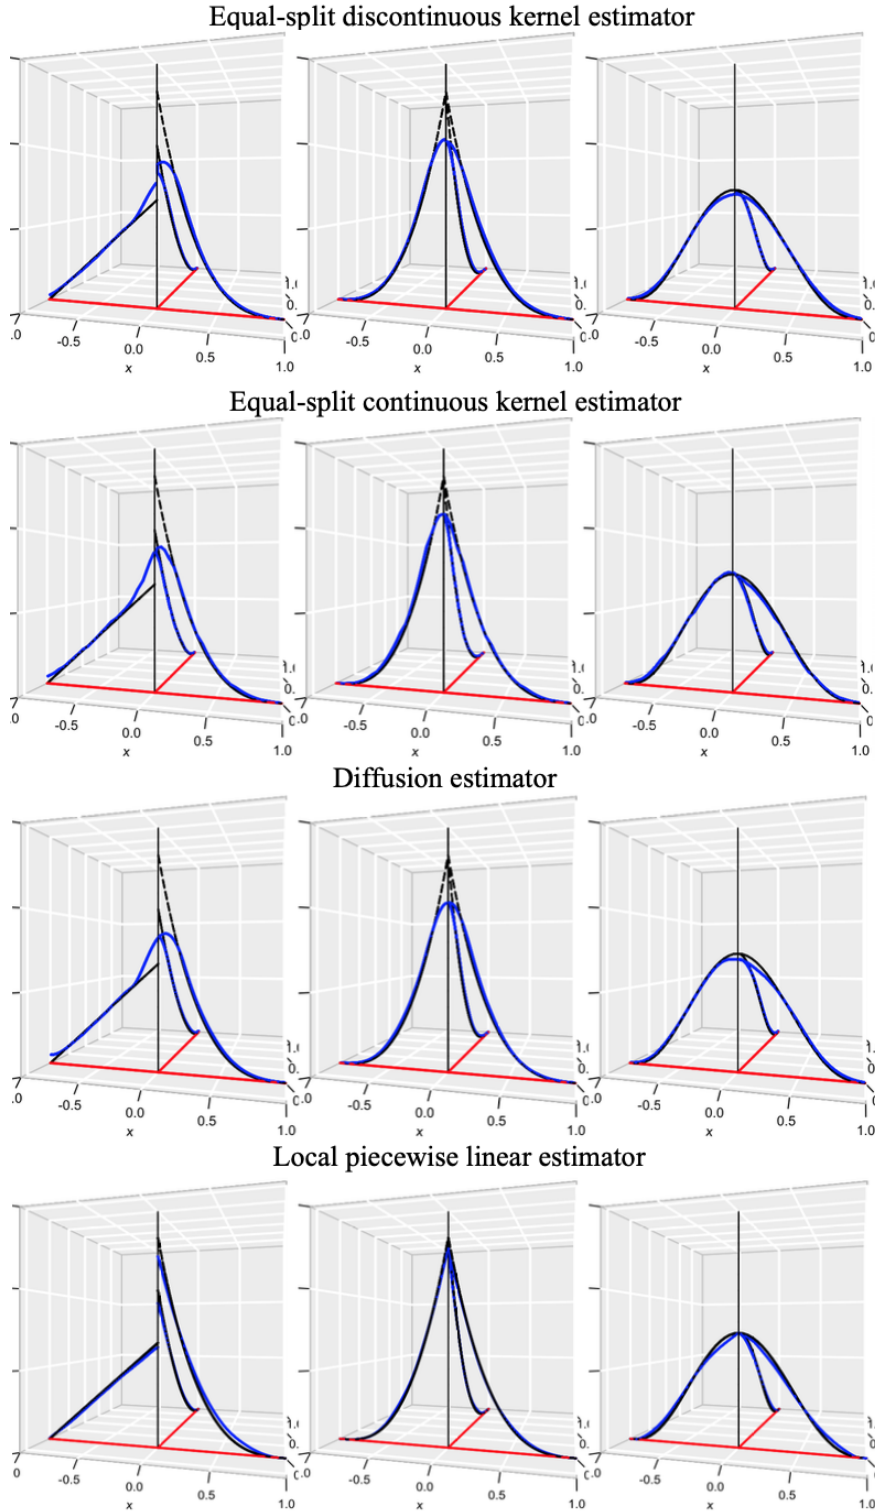 Equal-split discontinuous kernel estimator
.0 -0.5 0.0 0.5 1.0
x
-0.5 0.0 0.5 1.0
x
-0.5 0.0 0.5 1.0
x
Equal-split continuous kernel estimator
0 -0.5 0.0 0.5 1.0
x
-0.5 0.0 0.5 1.0
x
-0.5 0.0 0.5 1.0
x
Diffusion estimator
.0 -0.5 0.0 0.5 1.0
x
-0.5 0.0 0.5 1.0
x
-0.5 0.0 0.5 1.0
x
Local piecewise linear estimator
0 -0.5 0.0 0.5 1.0
x
-0.5 0.0 0.5 1.0
x
-0.5 0.0 0.5 1.0
x